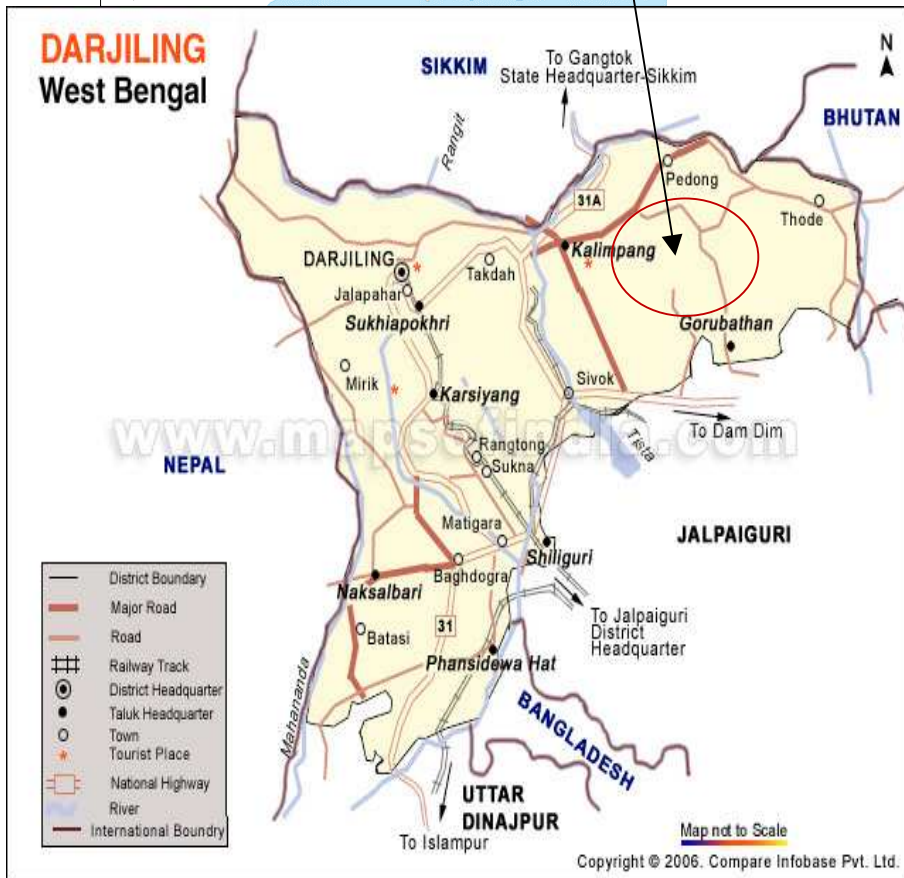 DARJILING
West Bengal
SIKKIM
To Gangtok
State Headquarter-Sikkim
N
BHUTAN
Rangit
Pedong
31A
Thode
Kalimpang
DARJILING
Takdah
Jalapahar
Sukhiapokhri
Gorubathan
Mirik
Karsiyang
Sivok
To Dam Dim
www.mapsofindia.com
Tista
Rangtong
Sukna
NEPAL
JALPAIGURI
Matigara
Shiliguri
Baghdogra
Naksalbari
To Jalpaiguri
District
Headquarter
31
Batasi
Phansidewa Hat
Mahananda
BANGLADESH
UTTAR
DINAJPUR
To Islampur
District Boundary
Major Road
Road
Railway Track
District Headquarter
Taluk Headquarter
Town
Tourist Place
National Highway
River
International Boundry
Map not to Scale
Copyright © 2006. Compare Infobase Pvt. Ltd.